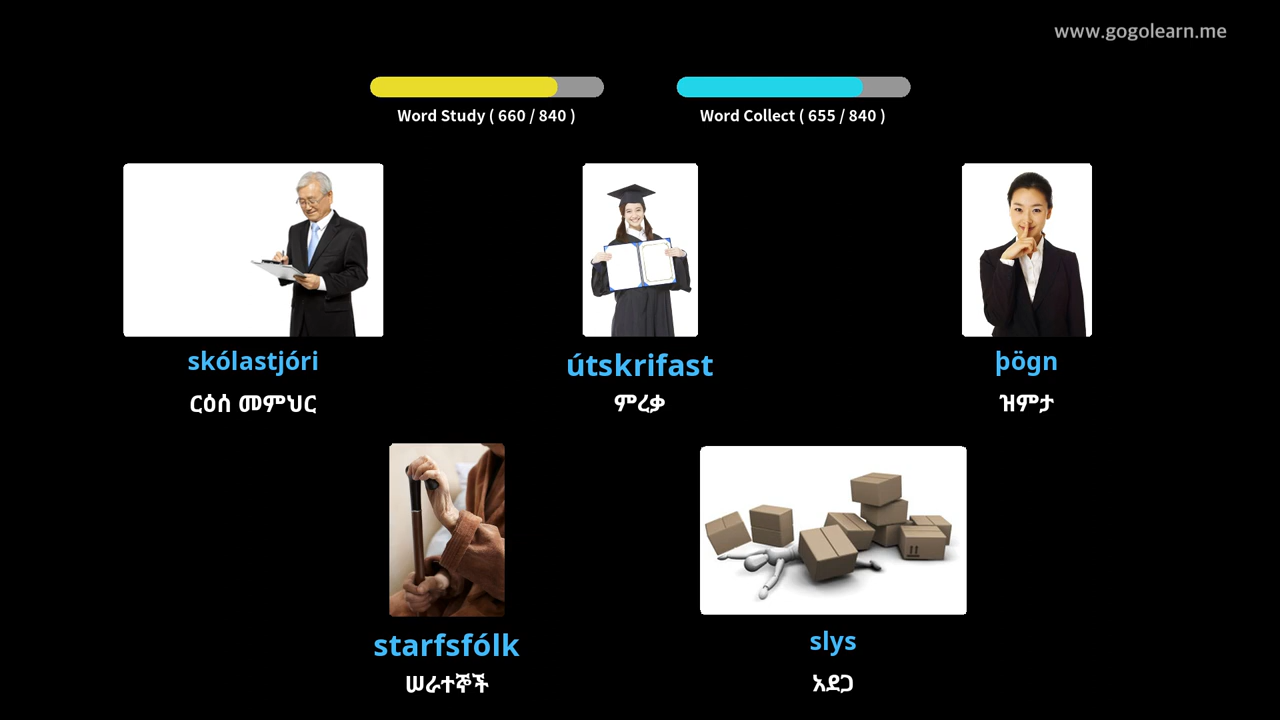 www.gogolearn.me
Word Study ( 660 / 840 )
Word Collect ( 655 / 840 )
skólastjóri
útskrifast
þögn
ርዕሰ መምህር
ምረቃ
ዝምታ
starfsfólk
slys
ሠራተኞች
አደጋ